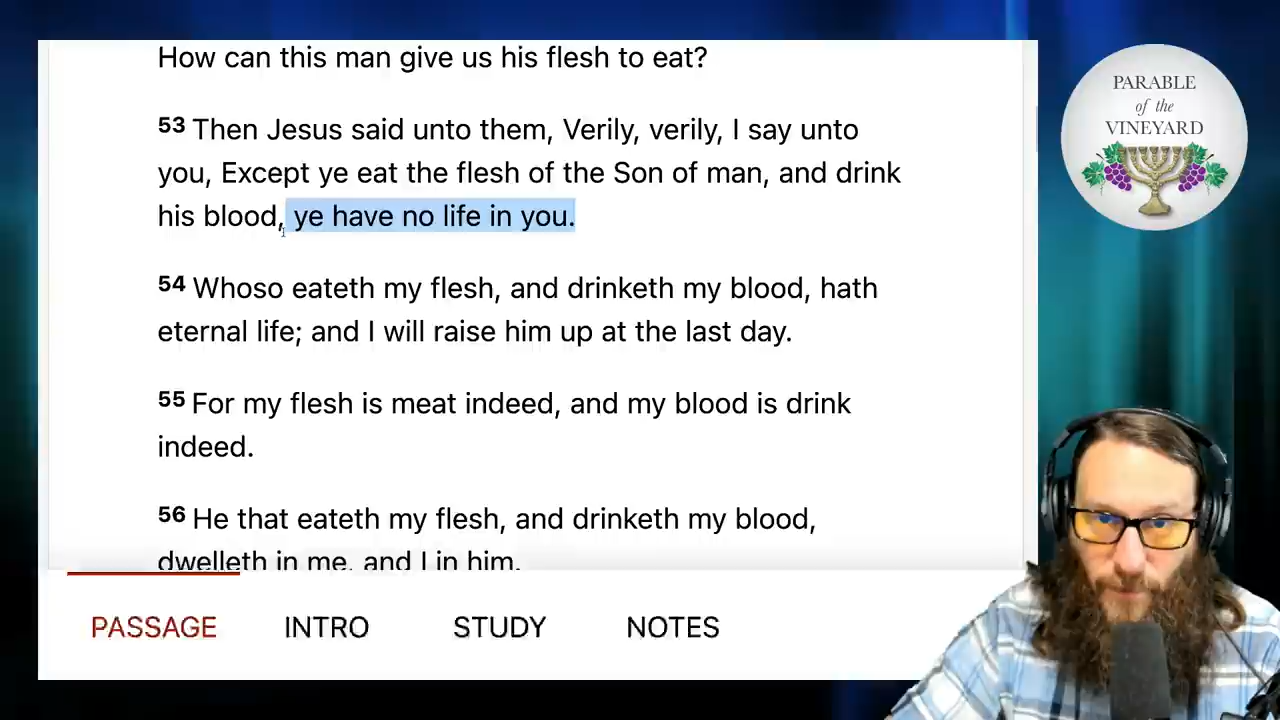 How can this man give us his flesh to eat?
53 Then Jesus said unto them, Verily, verily, I say unto
you, Except ye eat the flesh of the Son of man, and drink
his blood, ye have no life in you.
54 Whoso eateth my flesh, and drinketh my blood, hath
eternal life; and I will raise him up at the last day.
55 For my flesh is meat indeed, and my blood is drink
indeed.
56 He that eateth my flesh, and drinketh my blood,
dwelleth in me, and I in him.
PASSAGE INTRO STUDY NOTES
PARABLE
of the
VINEYARD